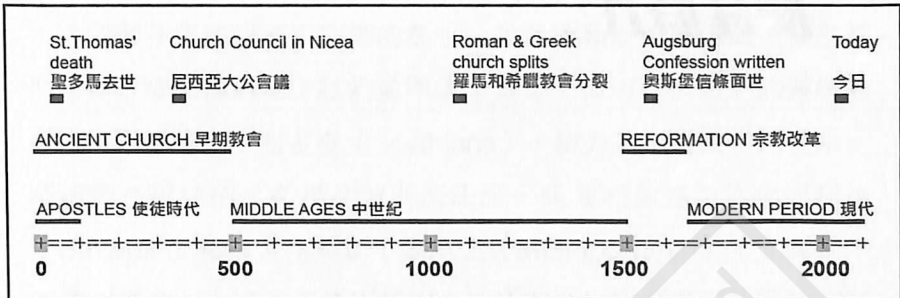 St.Thomas' death 聖多馬去世
Church Council in Nicea 尼西亞大公會議
Roman & Greek church splits 羅馬和希臘教會分裂
Augsburg Confession written 奧斯堡信條面世
Today 今日
ANCIENT CHURCH 早期教會
REFORMATION 宗教改革
APOSTLES 使徒時代
MIDDLE AGES 中世紀
MODERN PERIOD 現代
+==+==+==+==+==+==+==+==+==+==+==+==+==+==+==+==+==+==+==+==+==+
0 500 1000 1500 2000